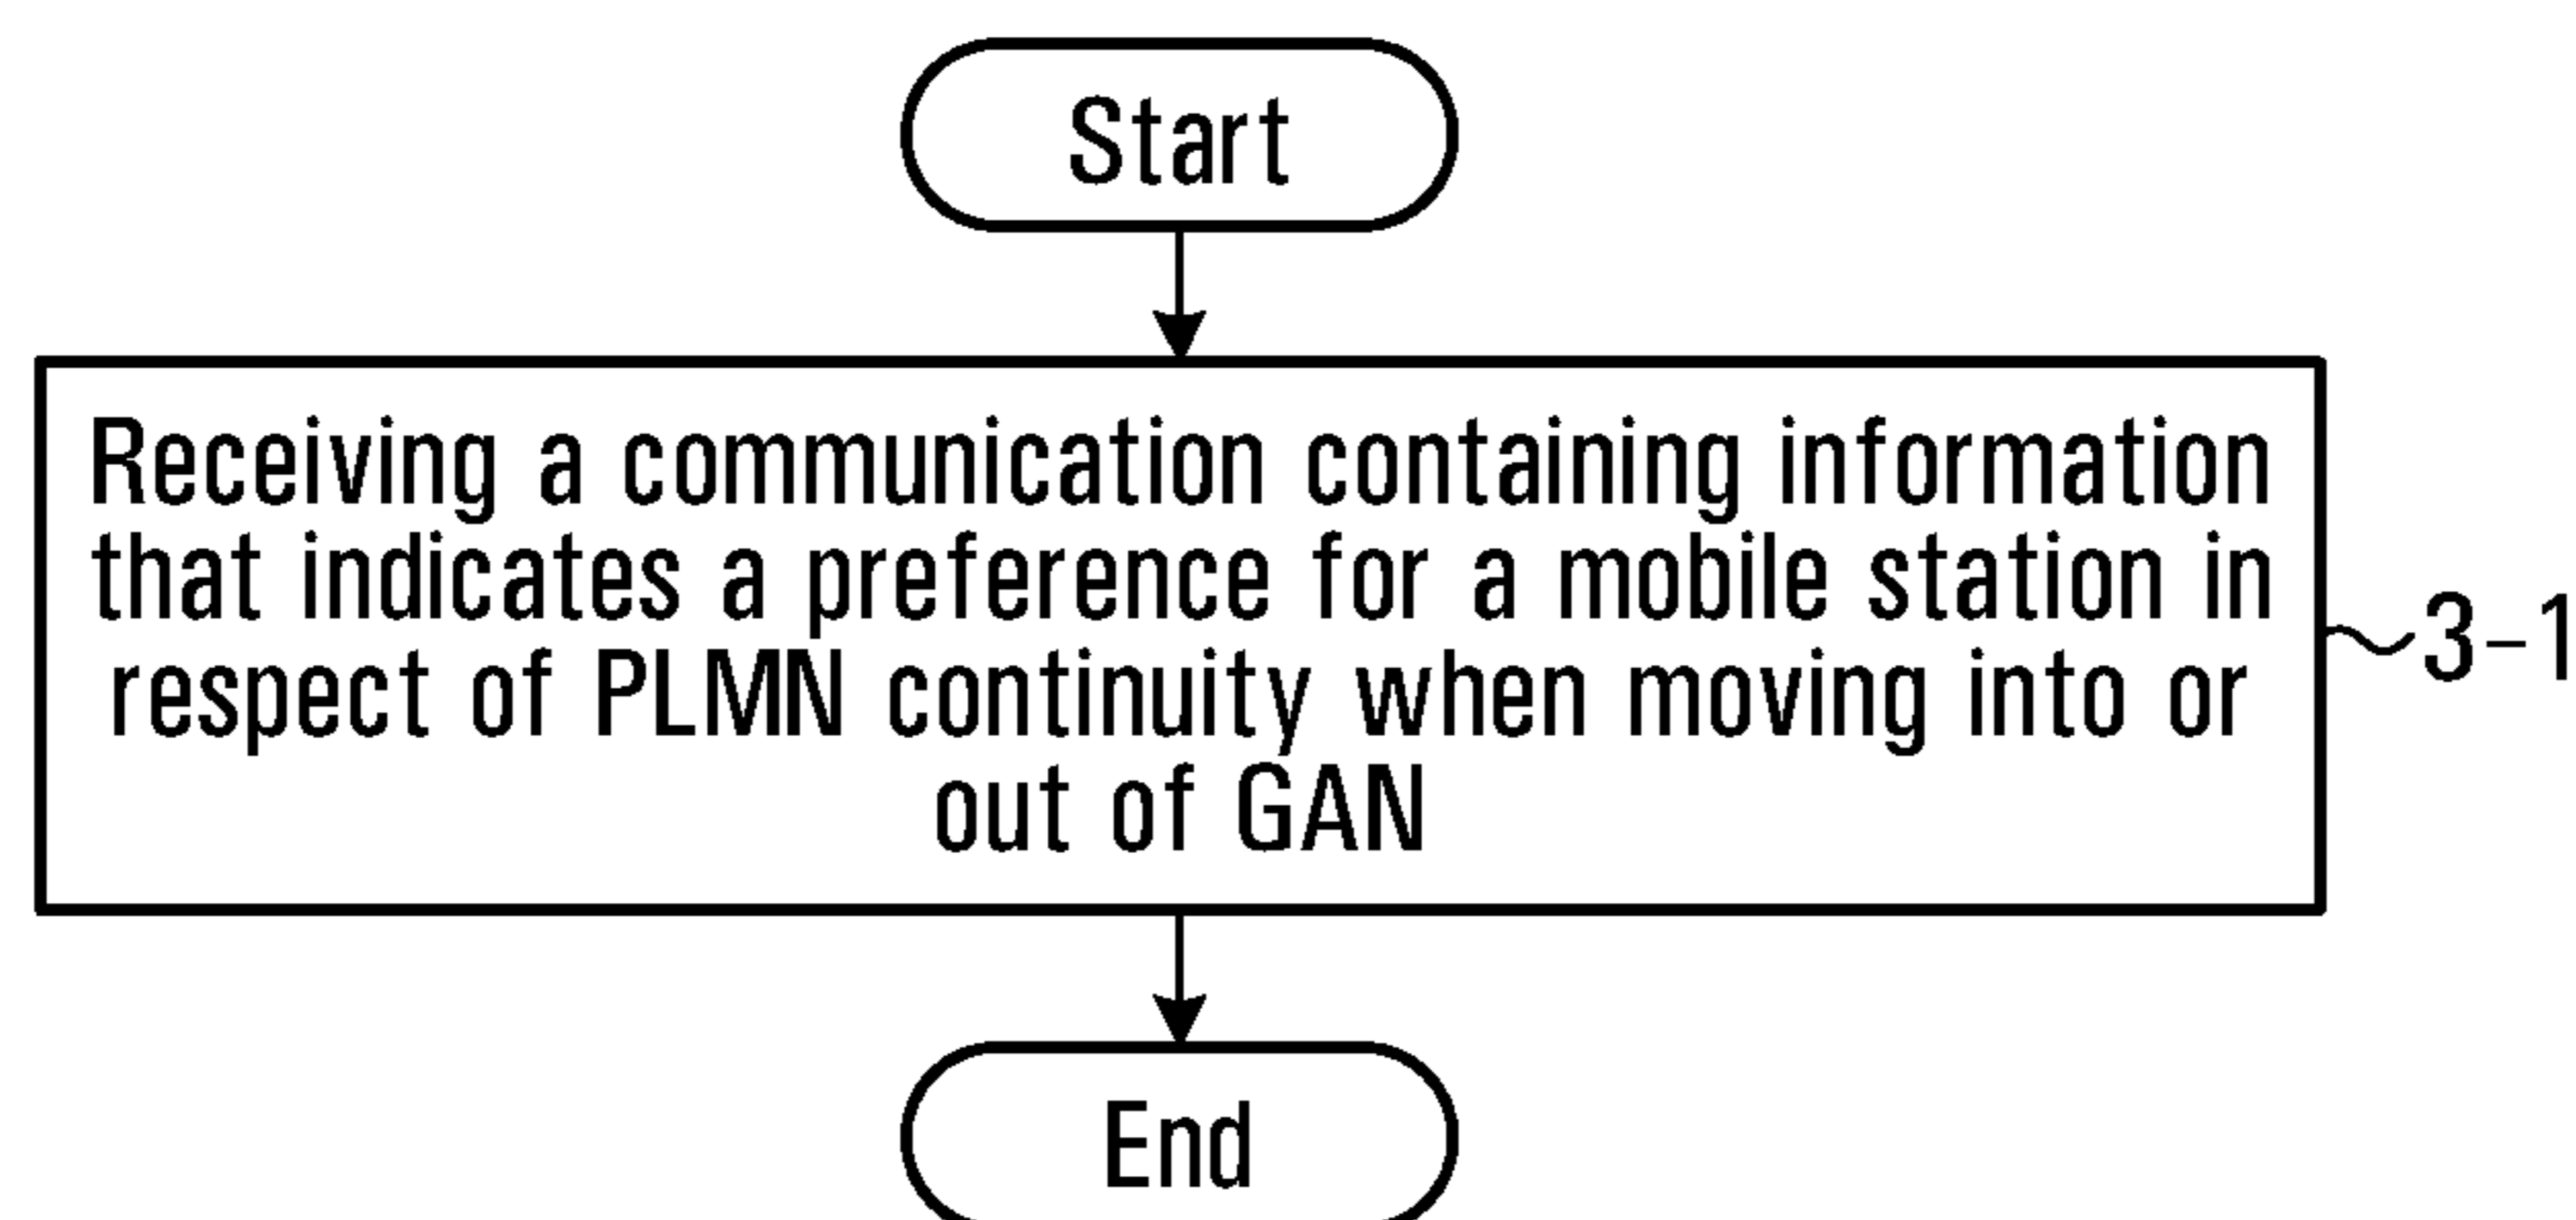 Start
Receiving a communication containing information
that indicates a preference for a mobile station in
respect of PLMN continuity when moving into or
out of GAN
3-1
End